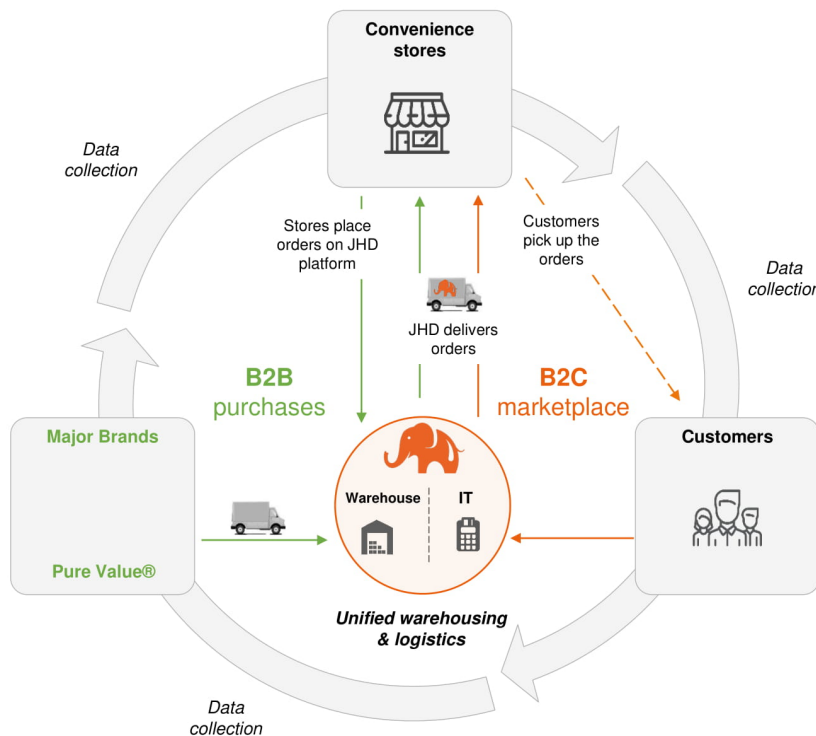 Convenience
stores
Data
collection
Stores place
orders on JHD
platform
Customers
pick up the
orders
Data
collection
JHD delivers
orders
B2B
purchases
B2C
marketplace
Major Brands
Pure Value®
Warehouse
IT
Customers
Unified warehousing
& logistics
Data
collection